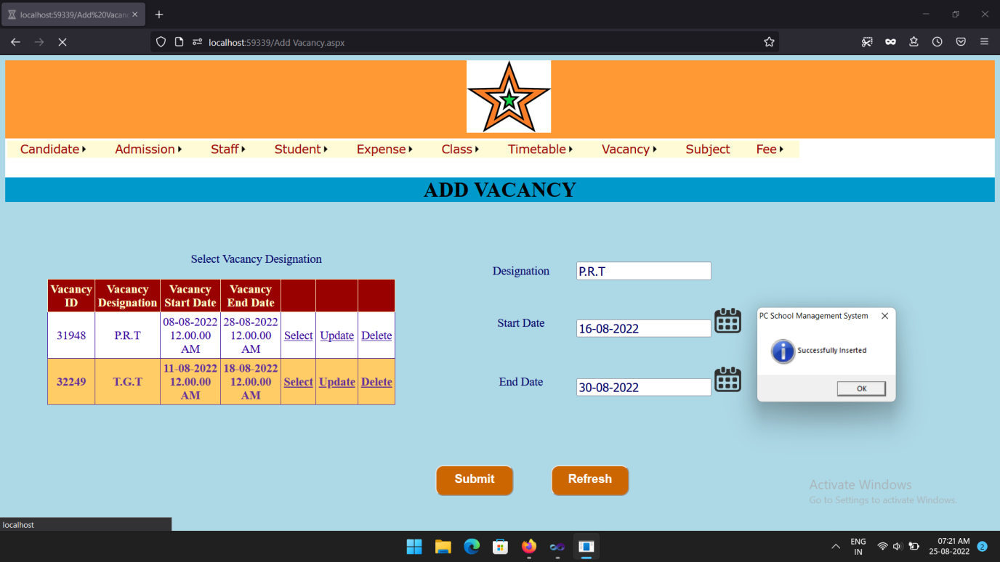 localhost:59339/Add%20Vacanc
localhost:59339/Add Vacancy.aspx
Candidate Admission Staff Student Expense Class Timetable Vacancy Subject Fee
ADD VACANCY
Select Vacancy Designation
Vacancy ID Vacancy Designation Vacancy Start Date Vacancy End Date
31948 P.R.T 08-08-2022 12.00.00 AM 28-08-2022 12.00.00 AM Select Update Delete
32249 T.G.T 11-08-2022 12.00.00 AM 18-08-2022 12.00.00 AM Select Update Delete
Designation P.R.T
Start Date 16-08-2022
End Date 30-08-2022
PC School Management System
Successfully Inserted
OK
Submit Refresh
Activate Windows
Go to Settings to activate Windows.
localhost
ENG
IN
07:21 AM
25-08-2022
2